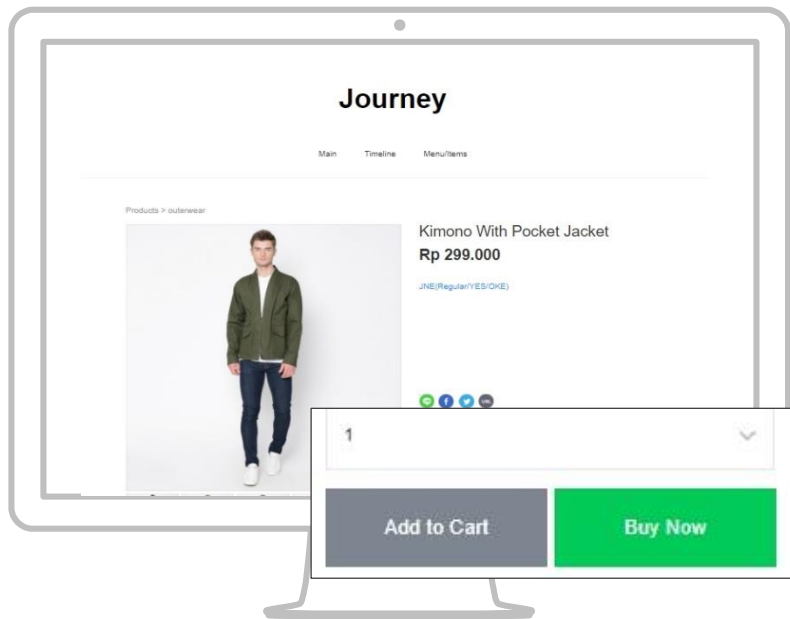 Journey
Main Timeline Menu/Items
Products > outerwear
Kimono With Pocket Jacket
Rp 299.000
JNE(Regular/YES/OKE)
URL
1
Add to Cart Buy Now